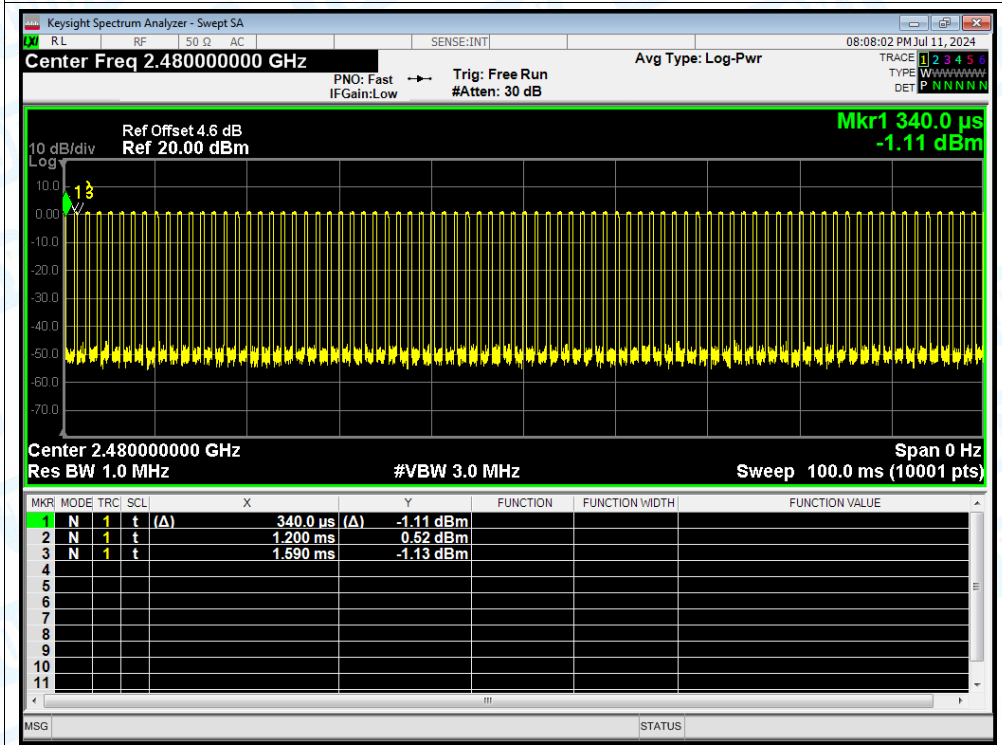 Keysight Spectrum Analyzer - Swept SA
LXI RL RF 50 Ω AC SENSE:INT 08:08:02 PM Jul 11, 2024
Center Freq 2.480000000 GHz Avg Type: Log-Pwr TRACE 1 2 3 4 5 6
PNO: Fast Trig: Free Run TYPE WWWWWW
IFGain:Low #Atten: 30 dB DET P N N N N N
Mkr1 340.0 µs
-1.11 dBm
Ref Offset 4.6 dB
10 dB/div Ref 20.00 dBm
Log
10.0
1 3
0.00
-10.0
-20.0
-30.0
-40.0
-50.0
-60.0
-70.0
Center 2.480000000 GHz Span 0 Hz
Res BW 1.0 MHz #VBW 3.0 MHz Sweep 100.0 ms (10001 pts)
MKR MODE TRC SCL X Y FUNCTION FUNCTION WIDTH FUNCTION VALUE
1 N 1 t (Δ) 340.0 µs (Δ) -1.11 dBm
2 N 1 t 1.200 ms 0.52 dBm
3 N 1 t 1.590 ms -1.13 dBm
4
5
6
7
8
9
10
11
MSG STATUS